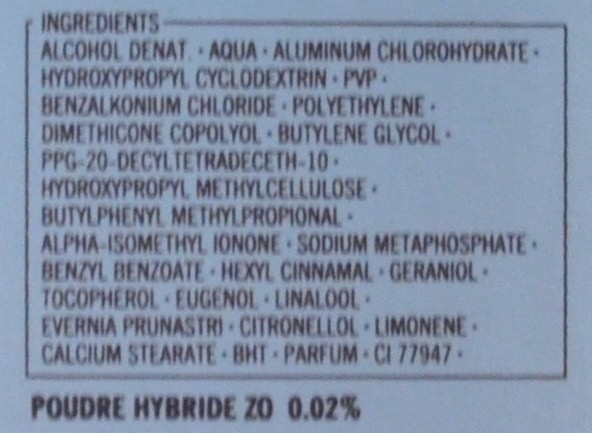 INGREDIENTS
ALCOHOL DENAT. · AQUA · ALUMINUM CHLOROHYDRATE ·
HYDROXYPROPYL CYCLODEXTRIN · PVP ·
BENZALKONIUM CHLORIDE · POLYETHYLENE ·
DIMETHICONE COPOLYOL · BUTYLENE GLYCOL ·
PPG-20-DECYLTETRADECETH-10 ·
HYDROXYPROPYL METHYLCELLULOSE ·
BUTYLPHENYL METHYLPROPIONAL ·
ALPHA-ISOMETHYL IONONE · SODIUM METAPHOSPHATE ·
BENZYL BENZOATE · HEXYL CINNAMAL · GERANIOL ·
TOCOPHEROL · EUGENOL · LINALOOL ·
EVERNIA PRUNASTRI · CITRONELLOL · LIMONENE ·
CALCIUM STEARATE · BHT · PARFUM · CI 77947 ·
POUDRE HYBRIDE ZO 0.02%